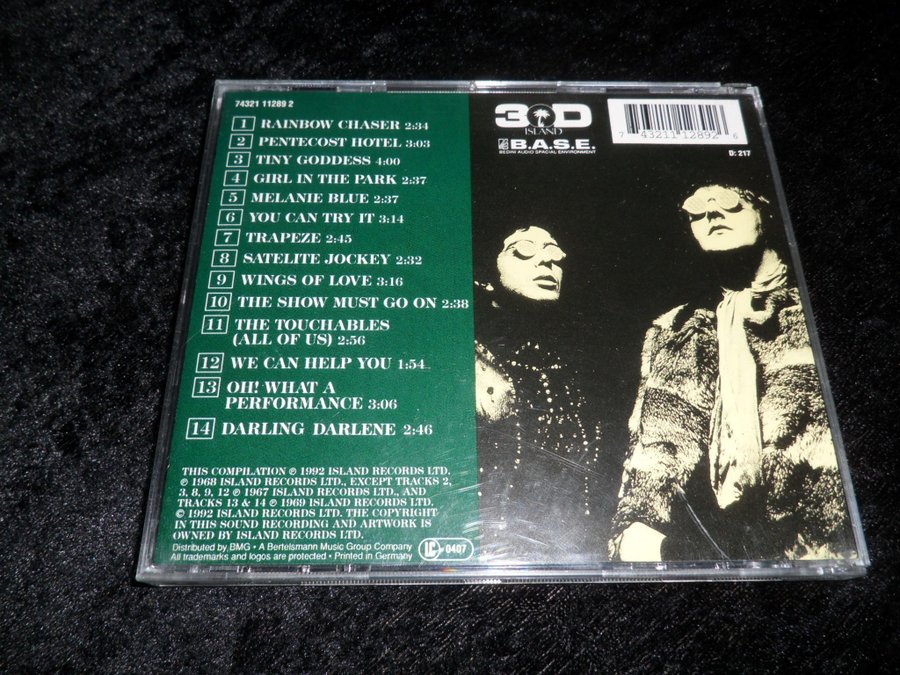 74321 11289 2
1 RAINBOW CHASER 2:34
2 PENTECOST HOTEL 3:03
3 TINY GODDESS 4:00
4 GIRL IN THE PARK 2:37
5 MELANIE BLUE 2:37
6 YOU CAN TRY IT 3:14
7 TRAPEZE 2:45
8 SATELITE JOCKEY 2:32
9 WINGS OF LOVE 3:16
10 THE SHOW MUST GO ON 2:38
11 THE TOUCHABLES
(ALL OF US) 2:56
12 WE CAN HELP YOU 1:54
13 OH! WHAT A
PERFORMANCE 3:06
14 DARLING DARLENE 2:46
THIS COMPILATION ℗ 1992 ISLAND RECORDS LTD.
℗ 1968 ISLAND RECORDS LTD., EXCEPT TRACKS 2,
3, 8, 9, 12 ℗ 1967 ISLAND RECORDS LTD., AND
TRACKS 13 & 14 ℗ 1969 ISLAND RECORDS LTD.
© 1992 ISLAND RECORDS LTD. THE COPYRIGHT
IN THIS SOUND RECORDING AND ARTWORK IS
OWNED BY ISLAND RECORDS LTD.
Distributed by BMG • A Bertelsmann Music Group Company
All trademarks and logos are protected • Printed in Germany
LC 0407
3D
ISLAND
B.A.S.E.
BEDINI AUDIO SPACIAL ENVIRONMENT
7 43211 12892 6
D: 217